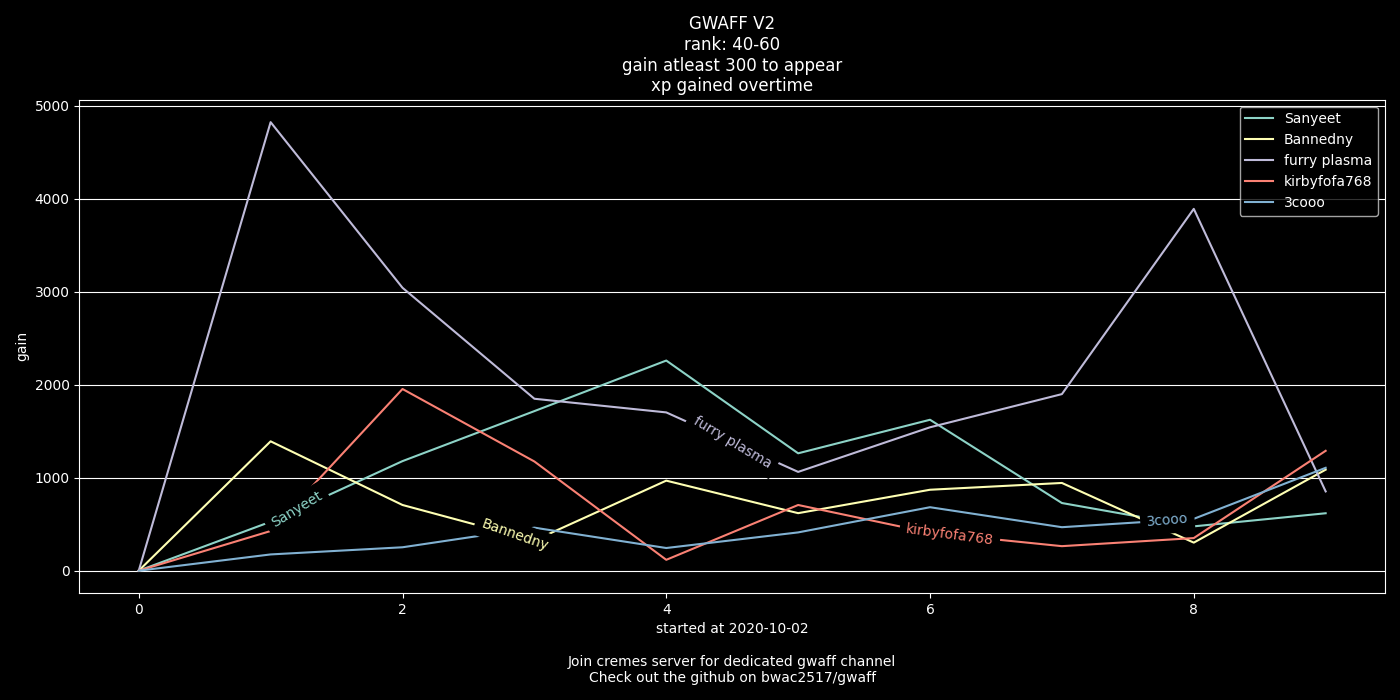 GWAFF V2
rank: 40-60
gain atleast 300 to appear
xp gained overtime
5000
4000
3000
2000
1000
0
gain
Sanyeet
Bannedny
furry plasma
kirbyfofa768
3cooo
furry plasma
Sanyeet
Bannedny
kirbyfofa768
3cooo
0
2
4
6
8
started at 2020-10-02
Join cremes server for dedicated gwaff channel
Check out the github on bwac2517/gwaff